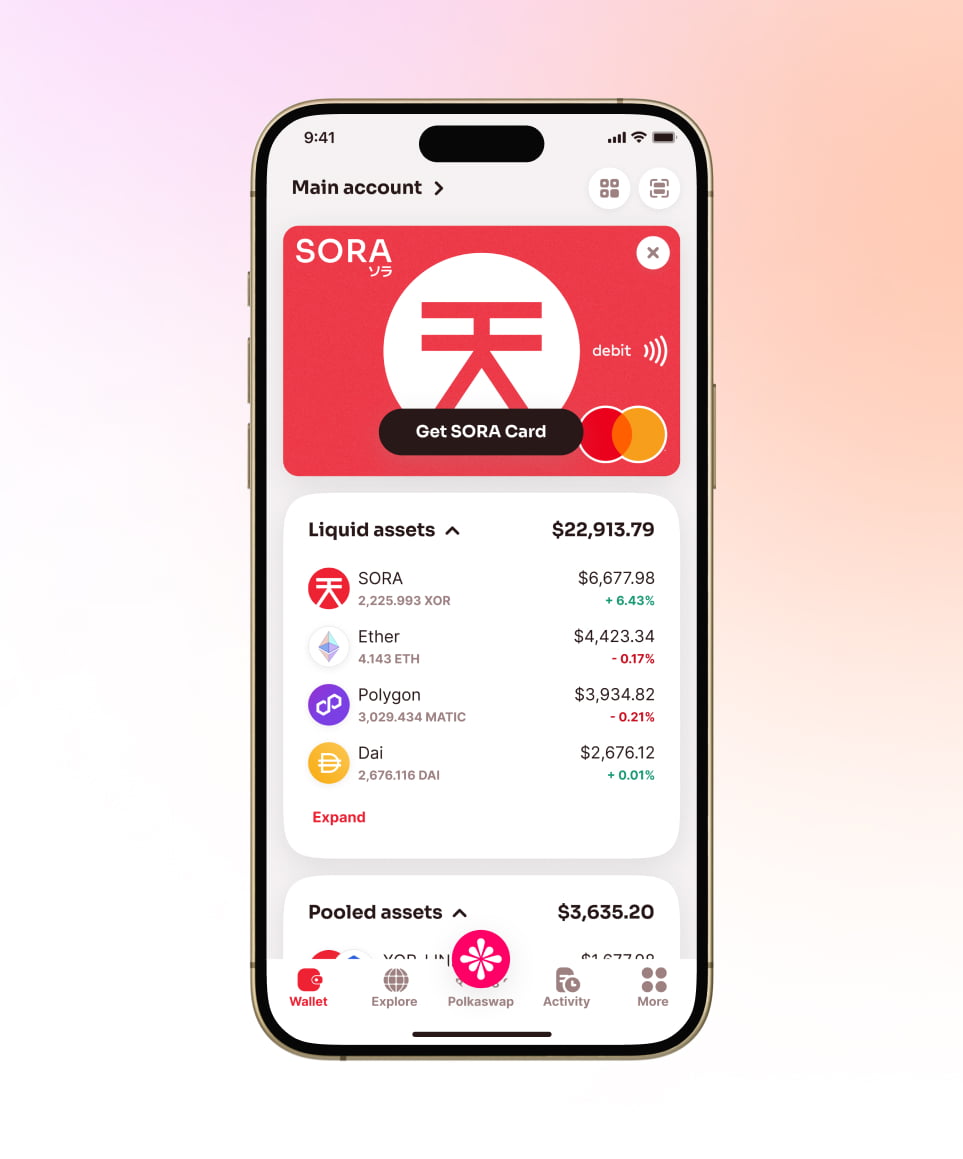 9:41
Main account
SORA
ソラ
天
debit
Get SORA Card
Liquid assets $22,913.79
SORA $6,677.98
2,225.993 XOR + 6.43%
Ether $4,423.34
4.143 ETH - 0.17%
Polygon $3,934.82
3,029.434 MATIC - 0.21%
Dai $2,676.12
2,676.116 DAI + 0.01%
Expand
Pooled assets $3,635.20
Wallet Explore Polkaswap Activity More